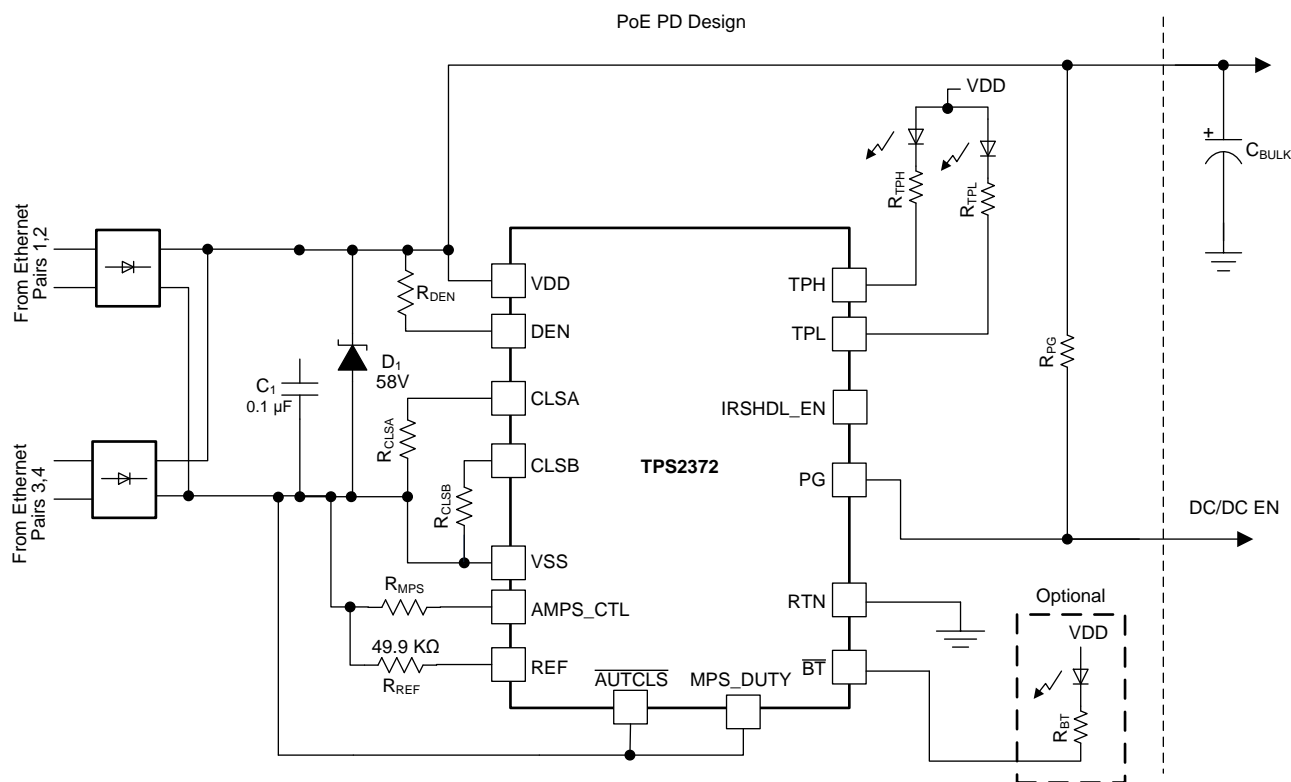 PoE PD Design
VDD
C_BULK
R_TPH
R_TPL
From Ethernet
Pairs 1,2
R_DEN
VDD
DEN
TPH
TPL
R_PG
D_1
58V
C_1
0.1 µF
CLSA
IRSHDL_EN
R_CLSA
CLSB
TPS2372
PG
R_CLSB
From Ethernet
Pairs 3,4
DC/DC EN
VSS
R_MPS
AMPS_CTL
RTN
Optional
VDD
49.9 KΩ
REF
R_REF
AUTCLS
MPS_DUTY
BT
R_BT